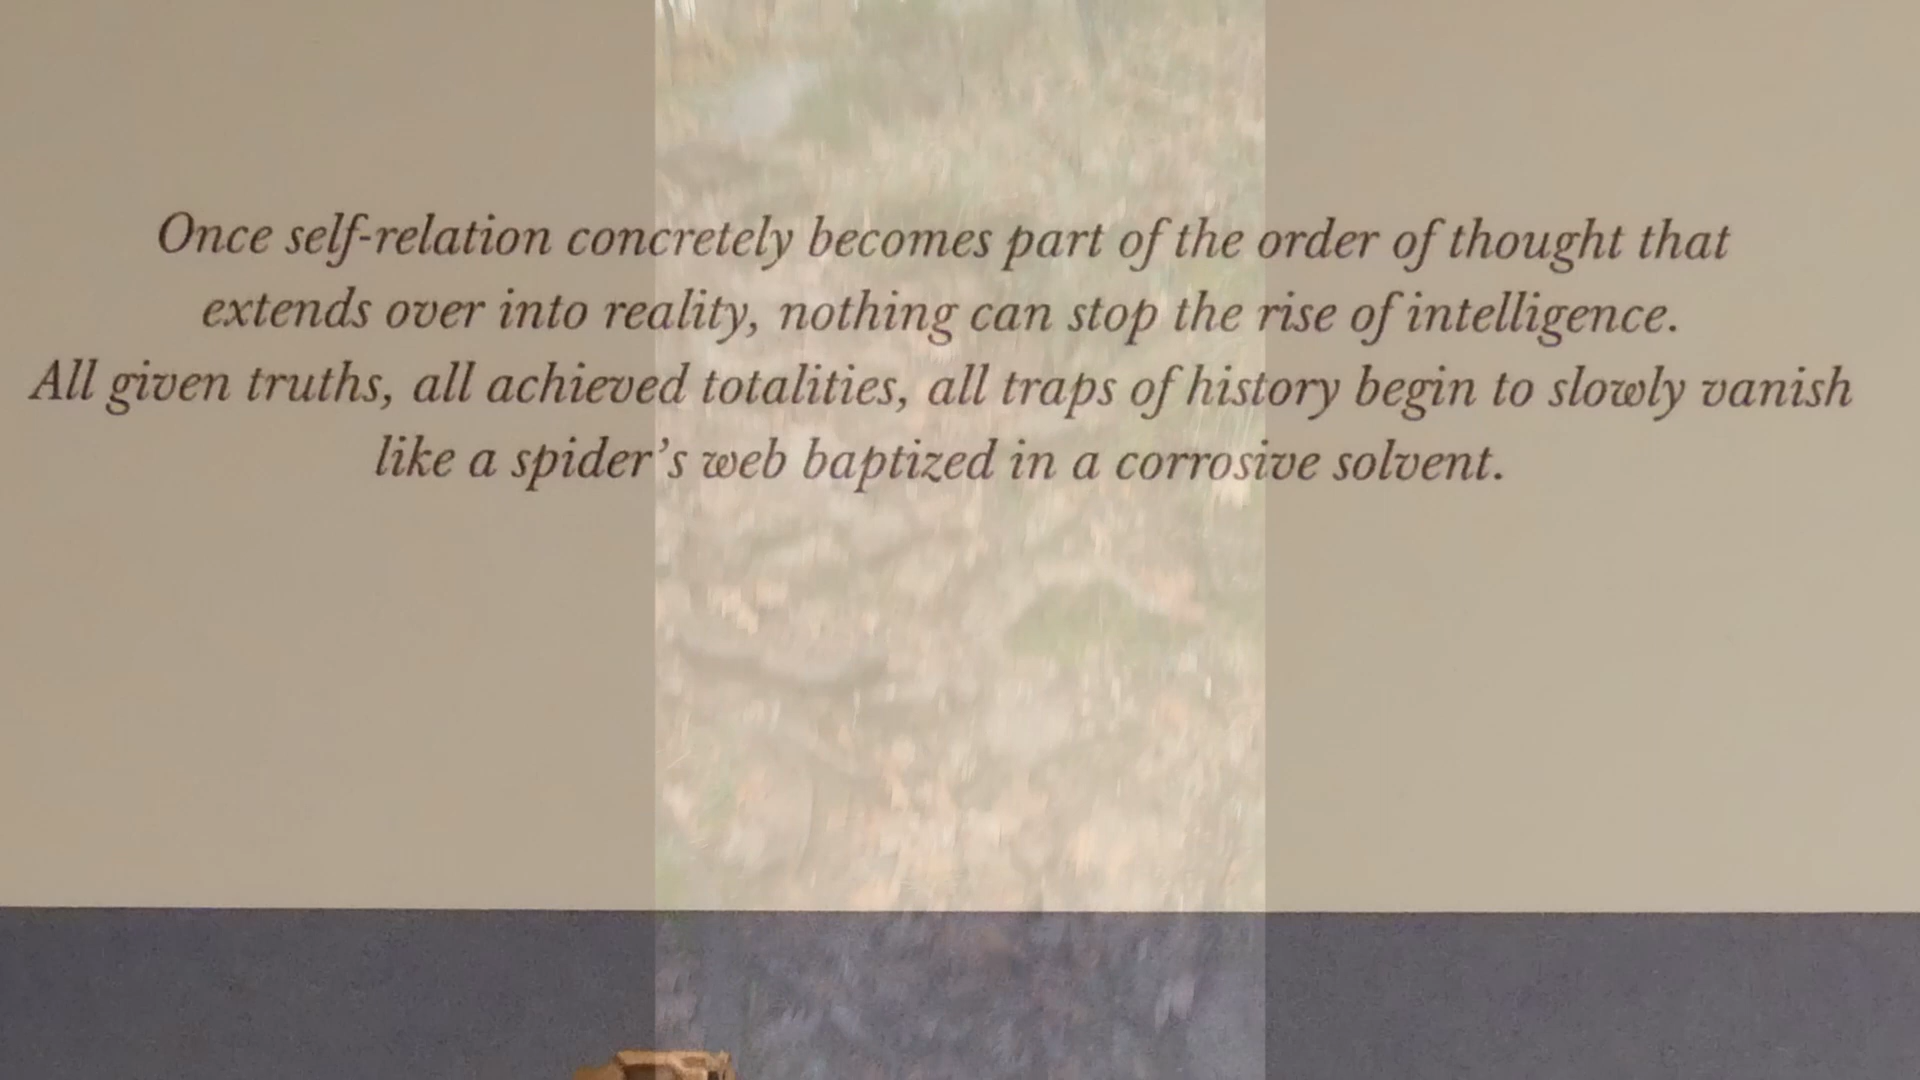 Once self-relation concretely becomes part of the order of thought that
extends over into reality, nothing can stop the rise of intelligence.
All given truths, all achieved totalities, all traps of history begin to slowly vanish
like a spider’s web baptized in a corrosive solvent.